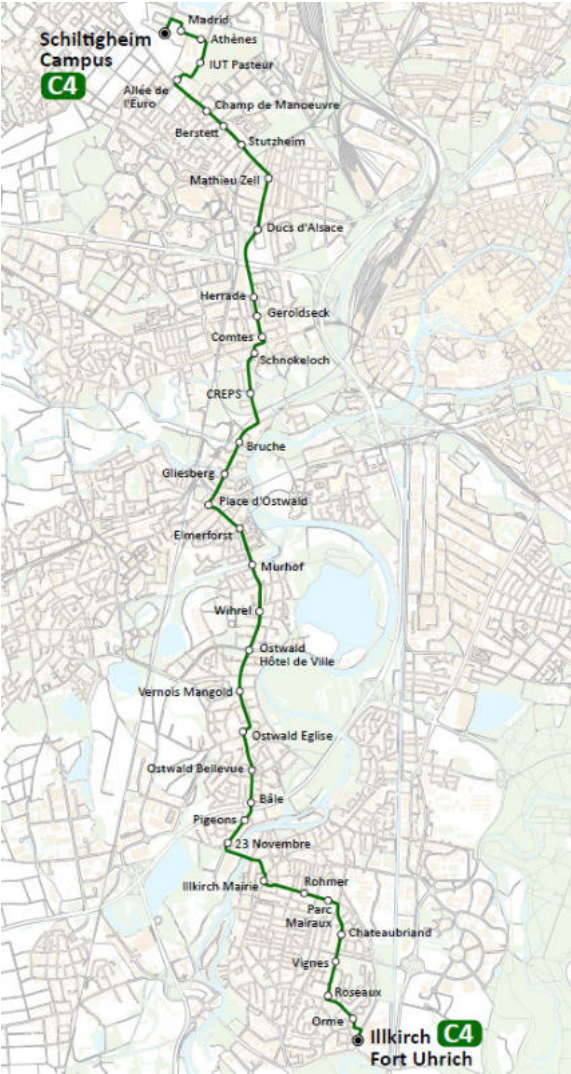 Madrid
Schiltigheim
Campus
C4
Athènes
IUT Pasteur
Allée de
l'Euro
Champ de Manoeuvre
Berstett
Stutzheim
Mathieu Zell
Ducs d'Alsace
Herrade
Geroldseck
Comtes
Schnokeloch
CREPS
Bruche
Gliesberg
Place d'Ostwald
Elmerforst
Murhof
Wihrel
Ostwald
Hôtel de Ville
Vernois Mangold
Ostwald Eglise
Ostwald Bellevue
Bâle
Pigeons
23 Novembre
Illkirch Mairie
Rohmer
Parc
Mairaux
Chateaubriand
Vignes
Roseaux
Orme
Illkirch C4
Fort Uhrich